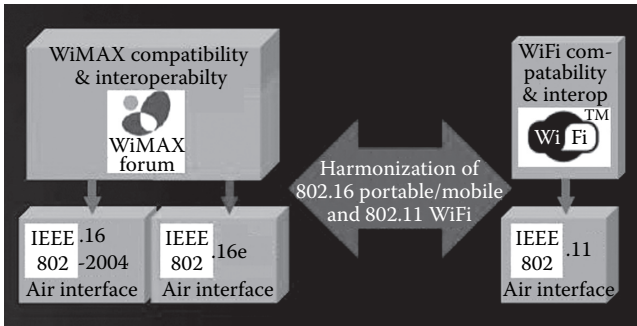 WiMAX compatibility
& interoperabilty
WiMAX
forum
WiFi com-
patability
& interop
TM
Wi Fi
Harmonization of
802.16 portable/mobile
and 802.11 WiFi
IEEE
802 .16
-2004
Air interface
IEEE
802 .16e
Air interface
IEEE
802 .11
Air interface